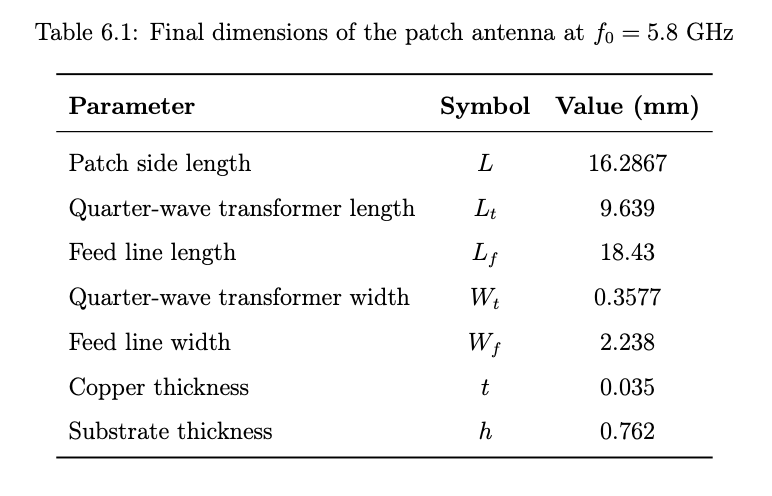 Table 6.1: Final dimensions of the patch antenna at f₀ = 5.8 GHz
Parameter Symbol Value (mm)
Patch side length L 16.2867
Quarter-wave transformer length Lₜ 9.639
Feed line length L_f 18.43
Quarter-wave transformer width Wₜ 0.3577
Feed line width W_f 2.238
Copper thickness t 0.035
Substrate thickness h 0.762